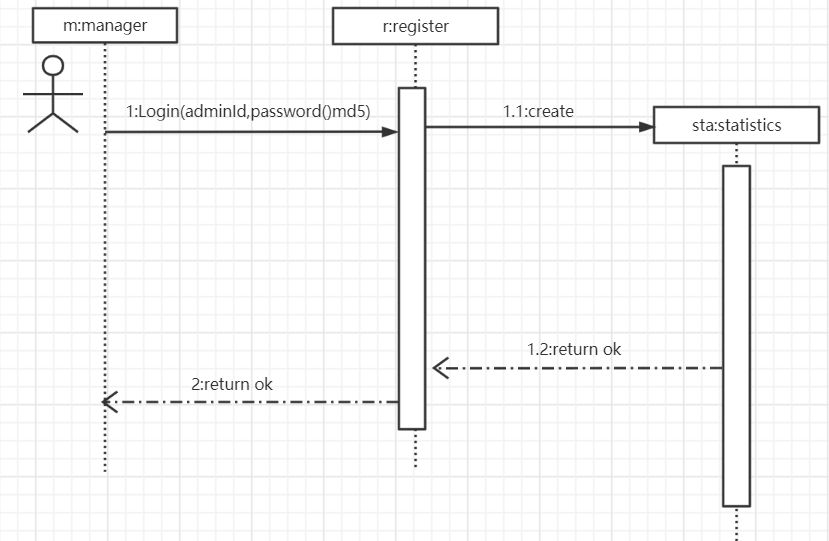 m:manager
r:register
1:Login(adminId,password()md5)
1.1:create
sta:statistics
1.2:return ok
2:return ok